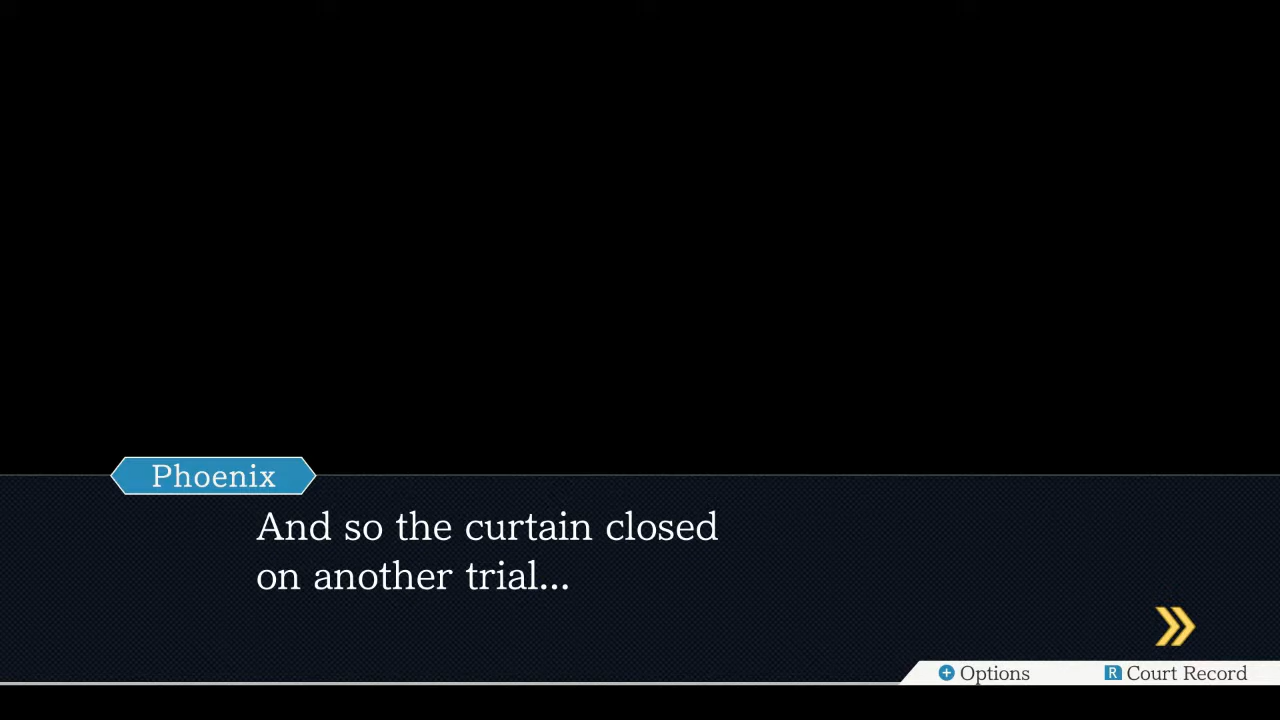 Phoenix
And so the curtain closed
on another trial...
+ Options
R Court Record